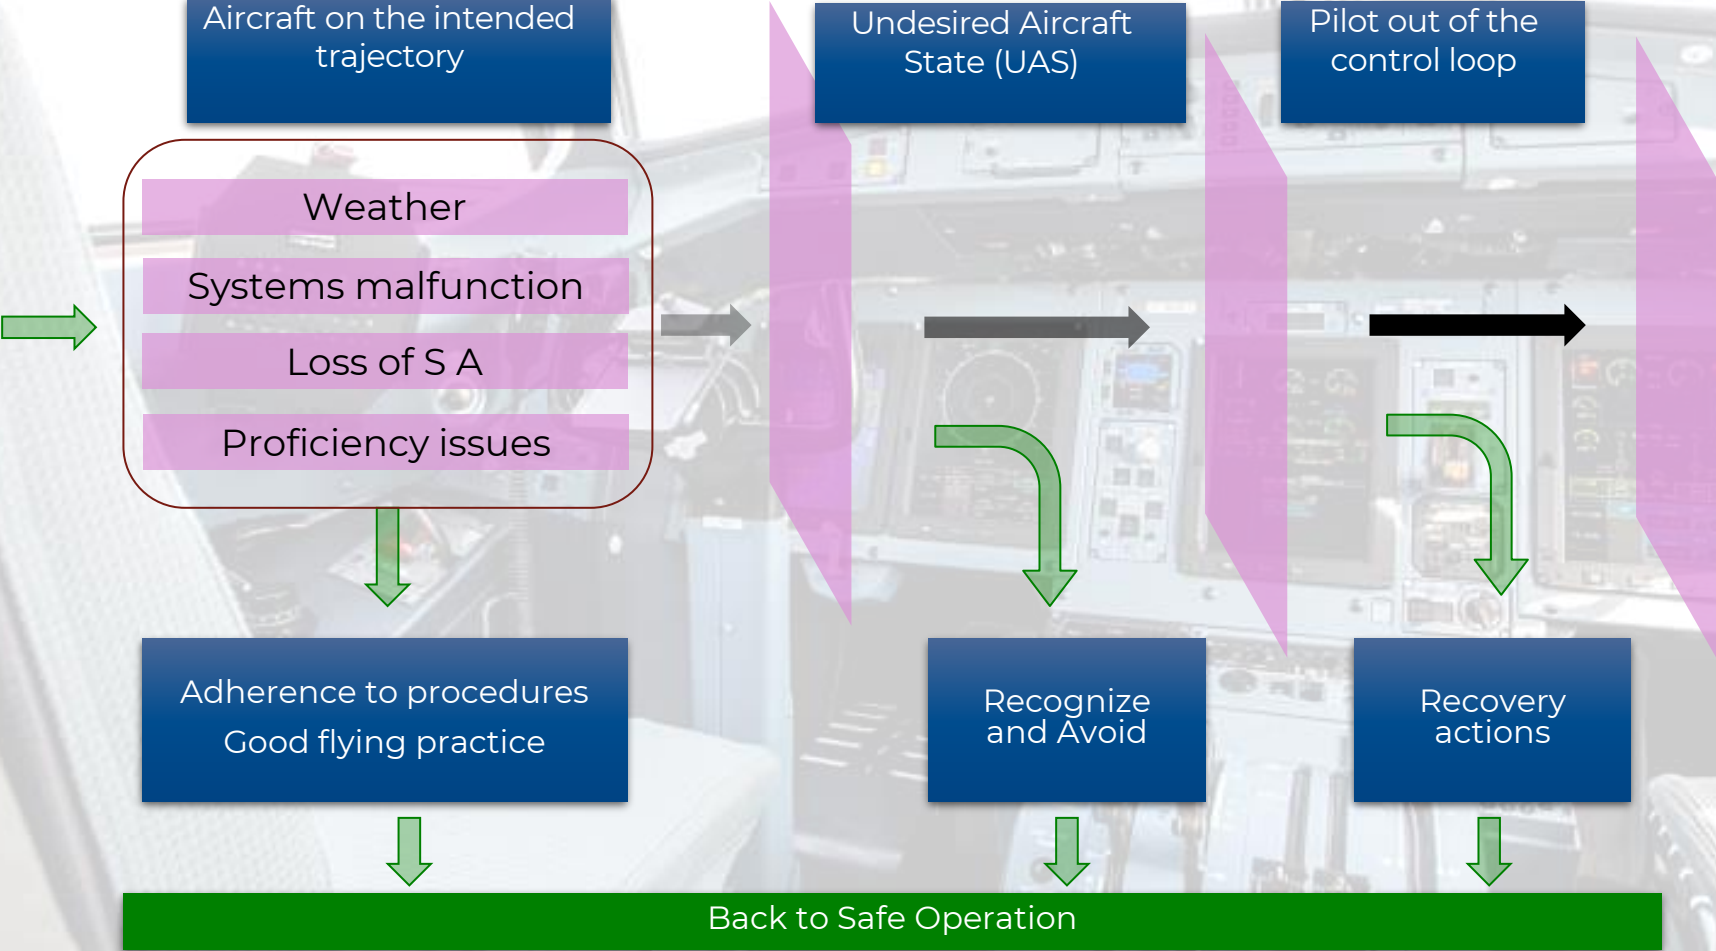 Aircraft on the intended
trajectory
Undesired Aircraft
State (UAS)
Pilot out of the
control loop
Weather
Systems malfunction
Loss of S A
Proficiency issues
Adherence to procedures
Good flying practice
Recognize
and Avoid
Recovery
actions
Back to Safe Operation